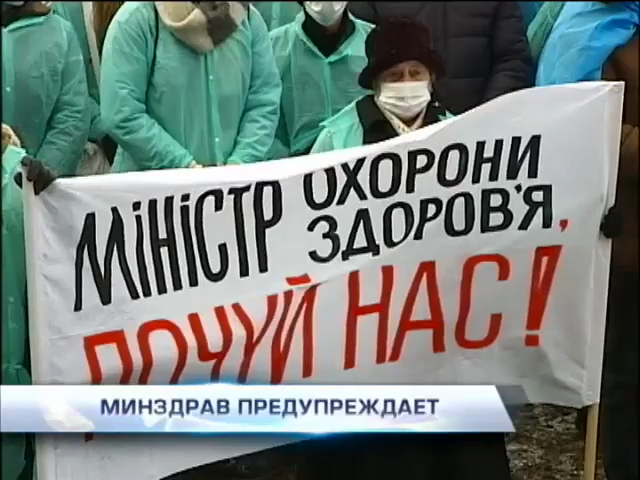 МІНІСТР ОХОРОНИ
ЗДОРОВ'Я,
ПОЧУЙ НАС!
МИНЗДРАВ ПРЕДУПРЕЖДАЕТ